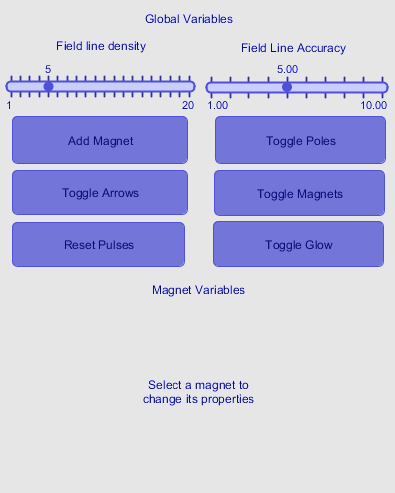 Global Variables
Field line density
Field Line Accuracy
5
5.00
1
20
1.00
10.00
Add Magnet
Toggle Poles
Toggle Arrows
Toggle Magnets
Reset Pulses
Toggle Glow
Magnet Variables
Select a magnet to
change its properties